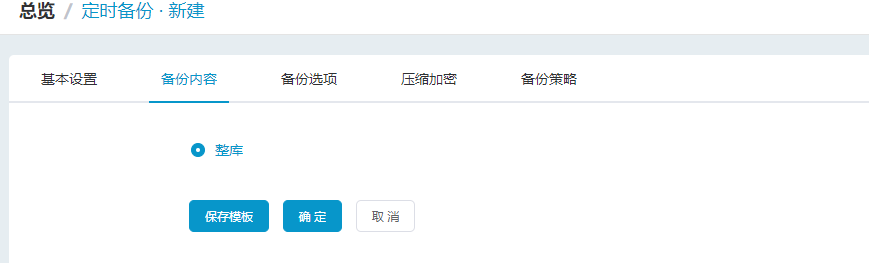 总览 / 定时备份 · 新建
基本设置 备份内容 备份选项 压缩加密 备份策略
整库
保存模板 确 定 取 消